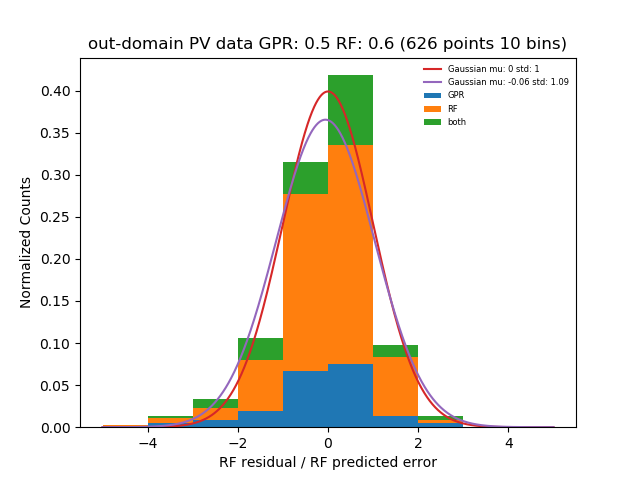 out-domain PV data GPR: 0.5 RF: 0.6 (626 points 10 bins)
Gaussian mu: 0 std: 1
Gaussian mu: -0.06 std: 1.09
GPR
RF
both
Normalized Counts
0.40
0.35
0.30
0.25
0.20
0.15
0.10
0.05
0.00
−4
−2
0
2
4
RF residual / RF predicted error